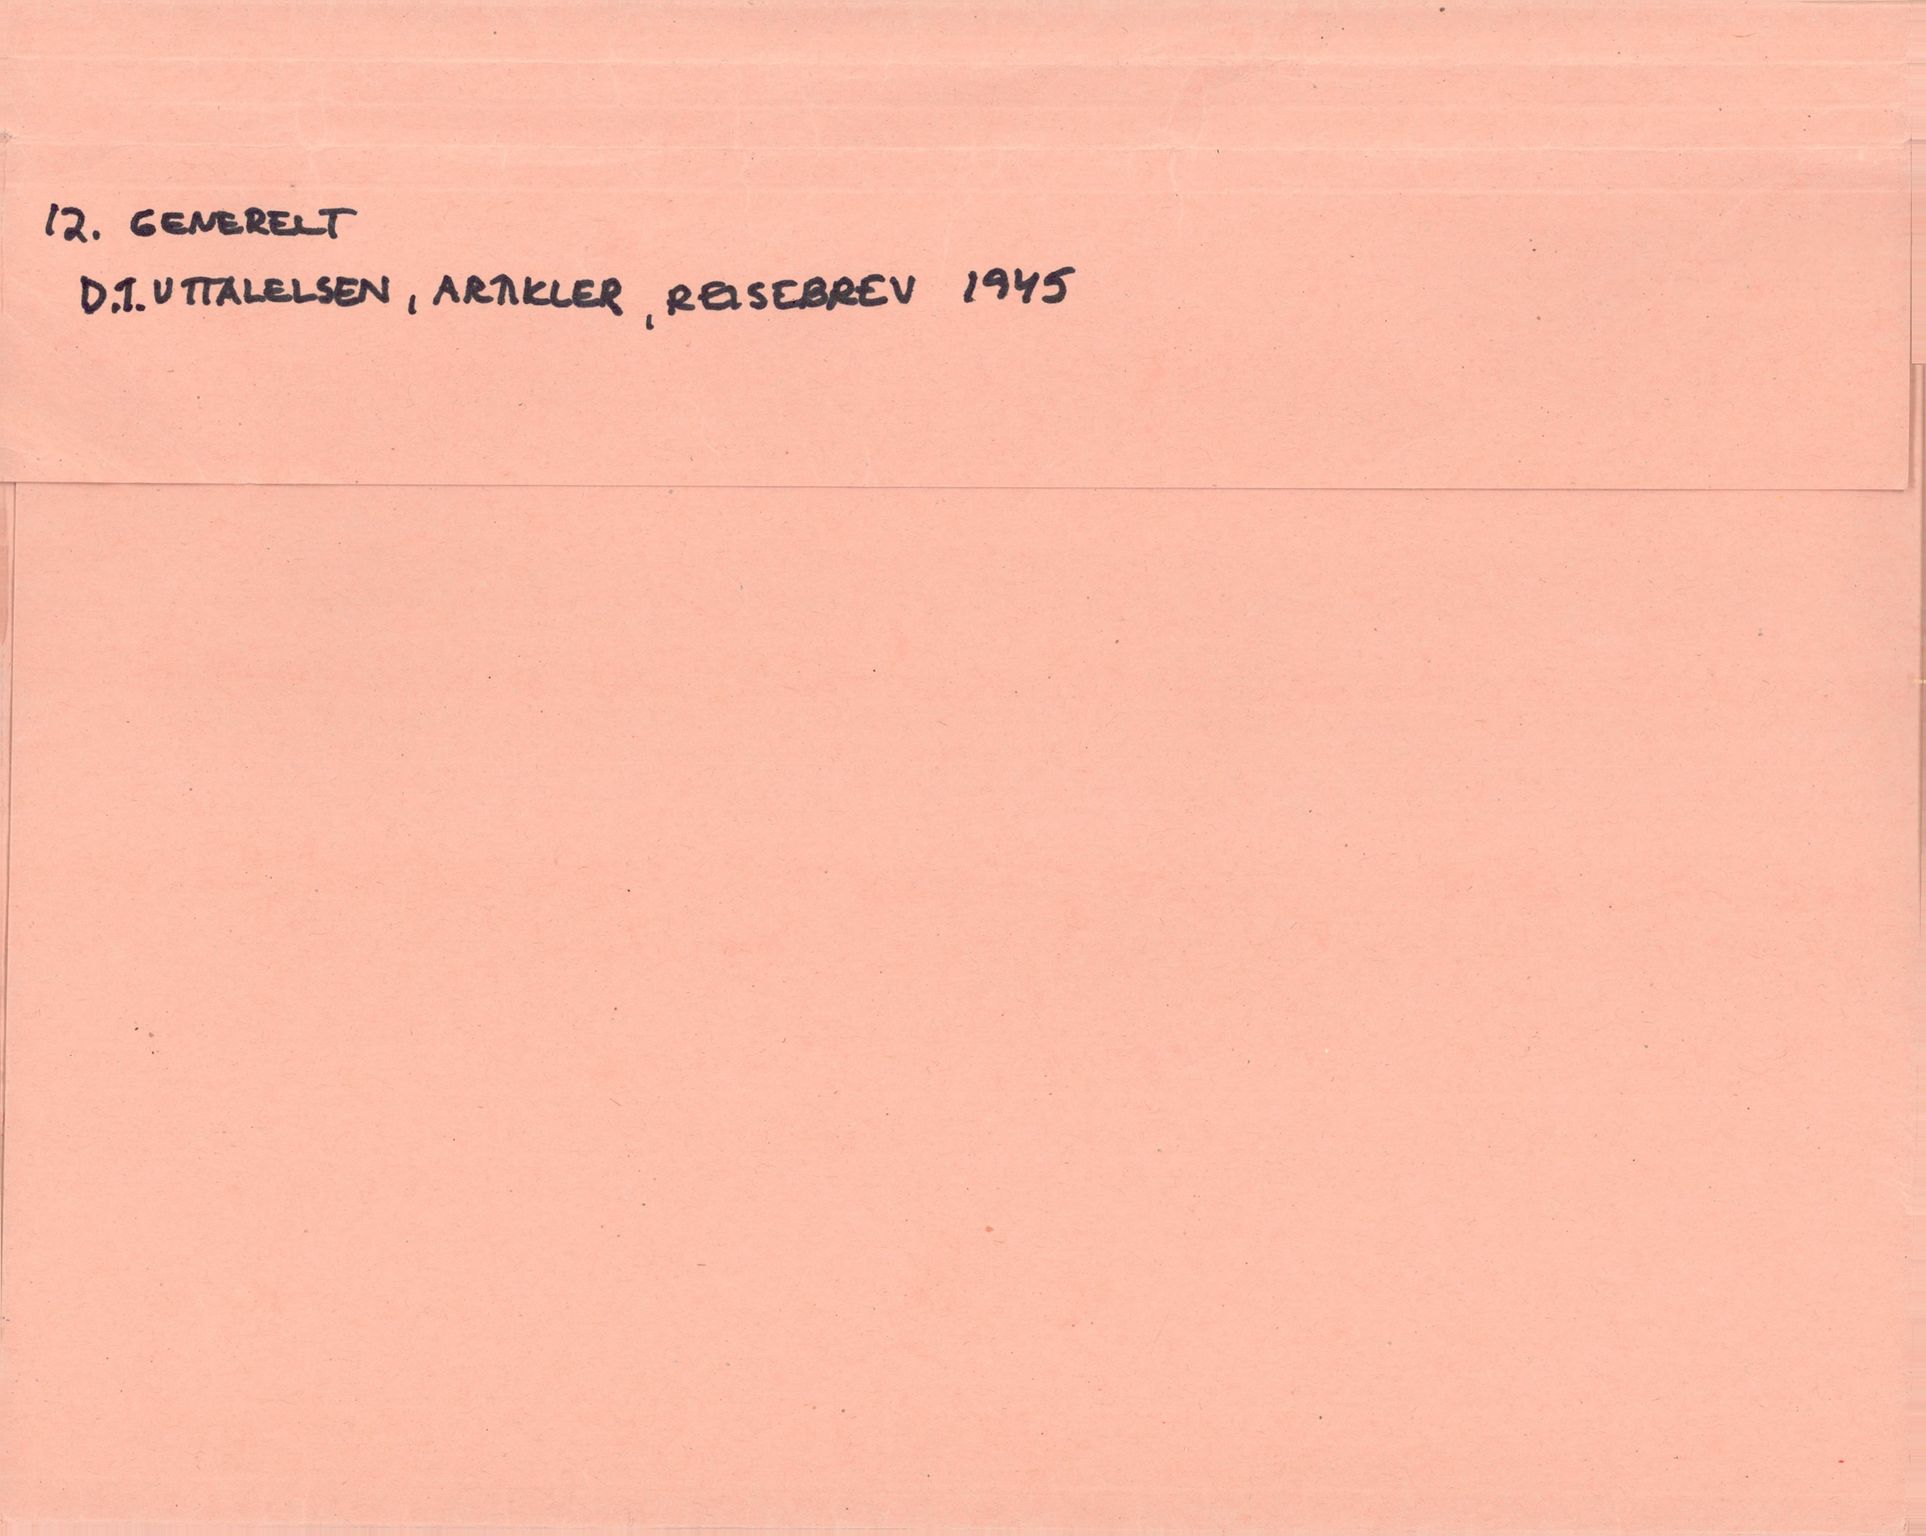 12. GENERELT
D.I. UTTALELSEN, ARTIKLER, REISEBREV 1945